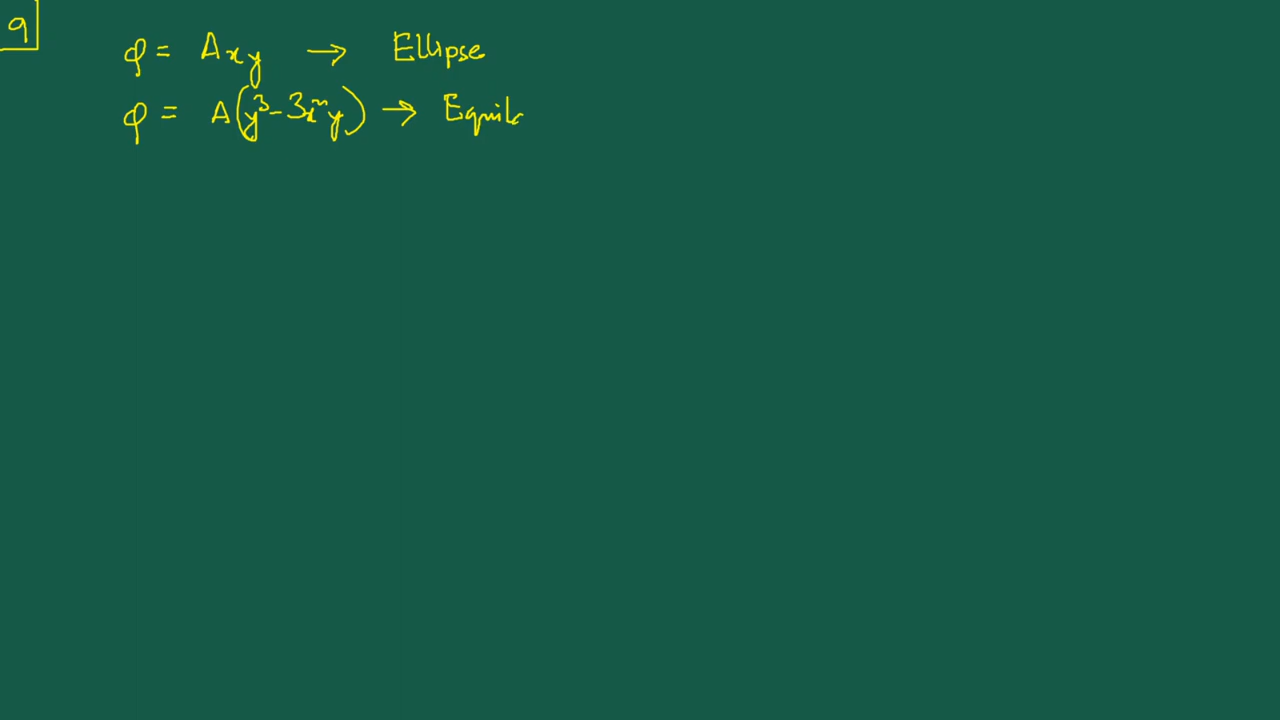 9
φ = Axy → Ellipse
φ = A(y³ - 3x²y) → Equil